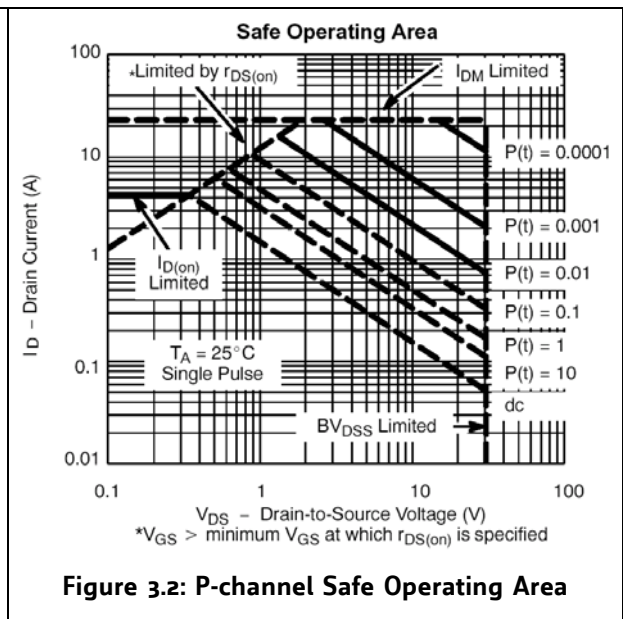 Safe Operating Area
*Limited by rDS(on)
IDM Limited
100
10
1
0.1
0.01
ID – Drain Current (A)
P(t) = 0.0001
P(t) = 0.001
P(t) = 0.01
P(t) = 0.1
P(t) = 1
P(t) = 10
dc
ID(on)
Limited
TA = 25°C
Single Pulse
BVDSS Limited
0.1
1
10
100
VDS – Drain-to-Source Voltage (V)
*VGS > minimum VGS at which rDS(on) is specified
Figure 3.2: P-channel Safe Operating Area